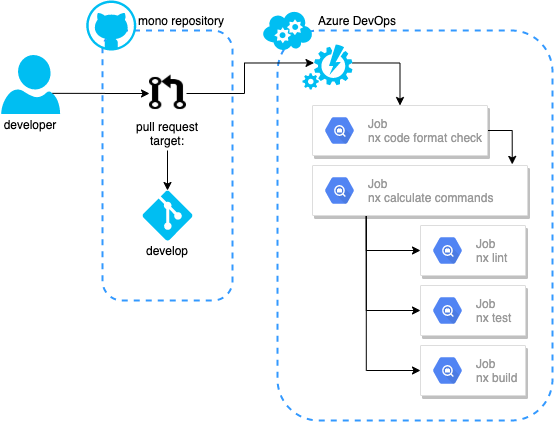 mono repository
Azure DevOps
developer
pull request
target:
develop
Job
nx code format check
Job
nx calculate commands
Job
nx lint
Job
nx test
Job
nx build